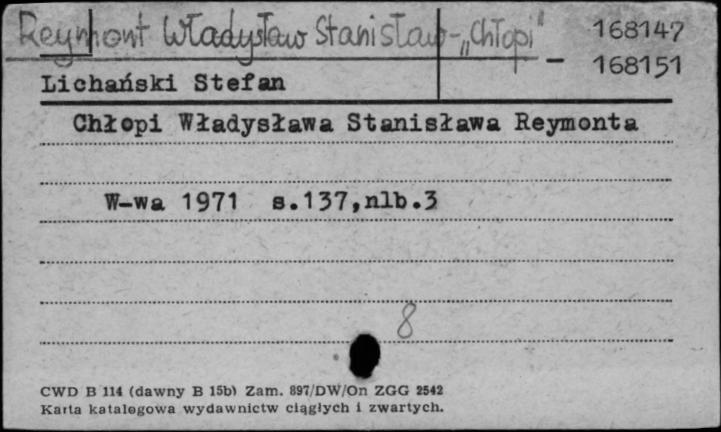 Reymont Władysław Stanisław - „Chłopi" 168147
– 168151
Lichański Stefan
Chłopi Władysława Stanisława Reymonta
W-wa 1971 s.137,nlb.3
8
CWD B 114 (dawny B 15b) Zam. 897/DW/On ZGG 2542
Karta katalogowa wydawnictw ciągłych i zwartych.